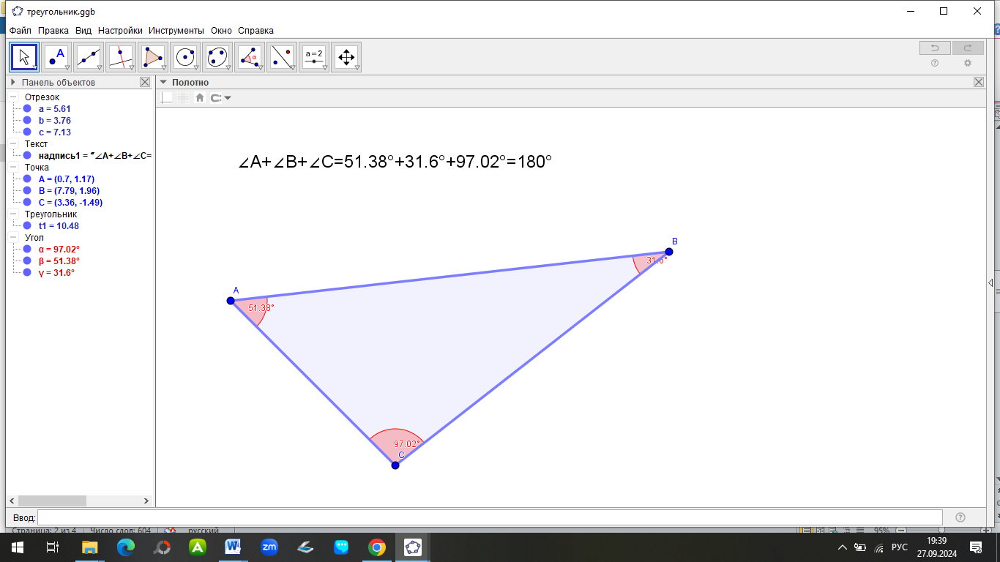 треугольник.ggb
Файл Правка Вид Настройки Инструменты Окно Справка
A α a=2
Панель объектов
Полотно
Отрезок
a = 5.61
b = 3.76
c = 7.13
Текст
надпись1 = "∠A+∠B+∠C=
Точка
A = (0.7, 1.17)
B = (7.79, 1.96)
C = (3.36, -1.49)
Треугольник
t1 = 10.48
Угол
α = 97.02°
β = 51.38°
γ = 31.6°
∠A+∠B+∠C=51.38°+31.6°+97.02°=180°
B
31.6°
A
51.38°
97.02°
C
Ввод:
Страница: 2 из 4 Число слов: 604 русский 95%
A W zm
РУС
19:39
27.09.2024